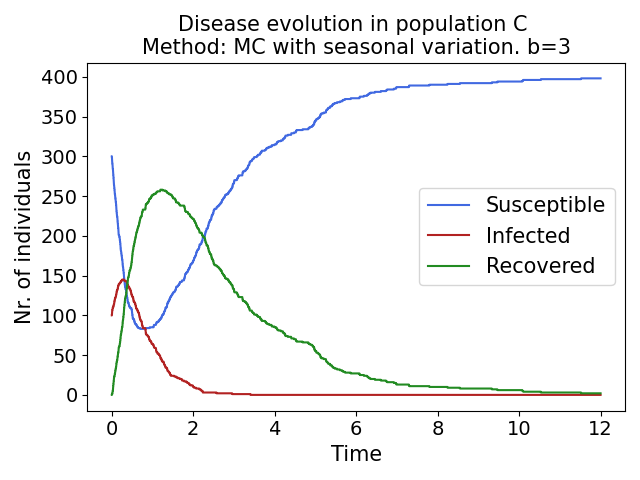 Disease evolution in population C
Method: MC with seasonal variation. b=3
Nr. of individuals
400
350
300
250
200
150
100
50
0
Susceptible
Infected
Recovered
0 2 4 6 8 10 12
Time